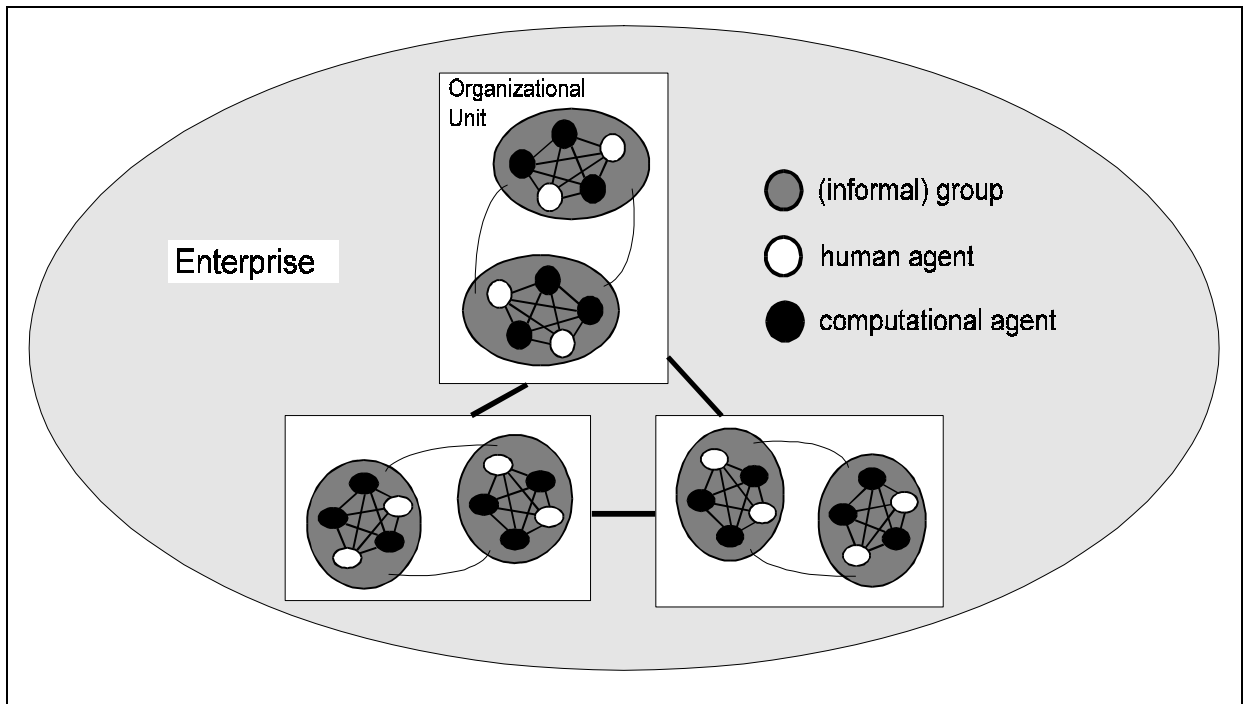 Organizational
Unit
Enterprise
(informal) group
human agent
computational agent